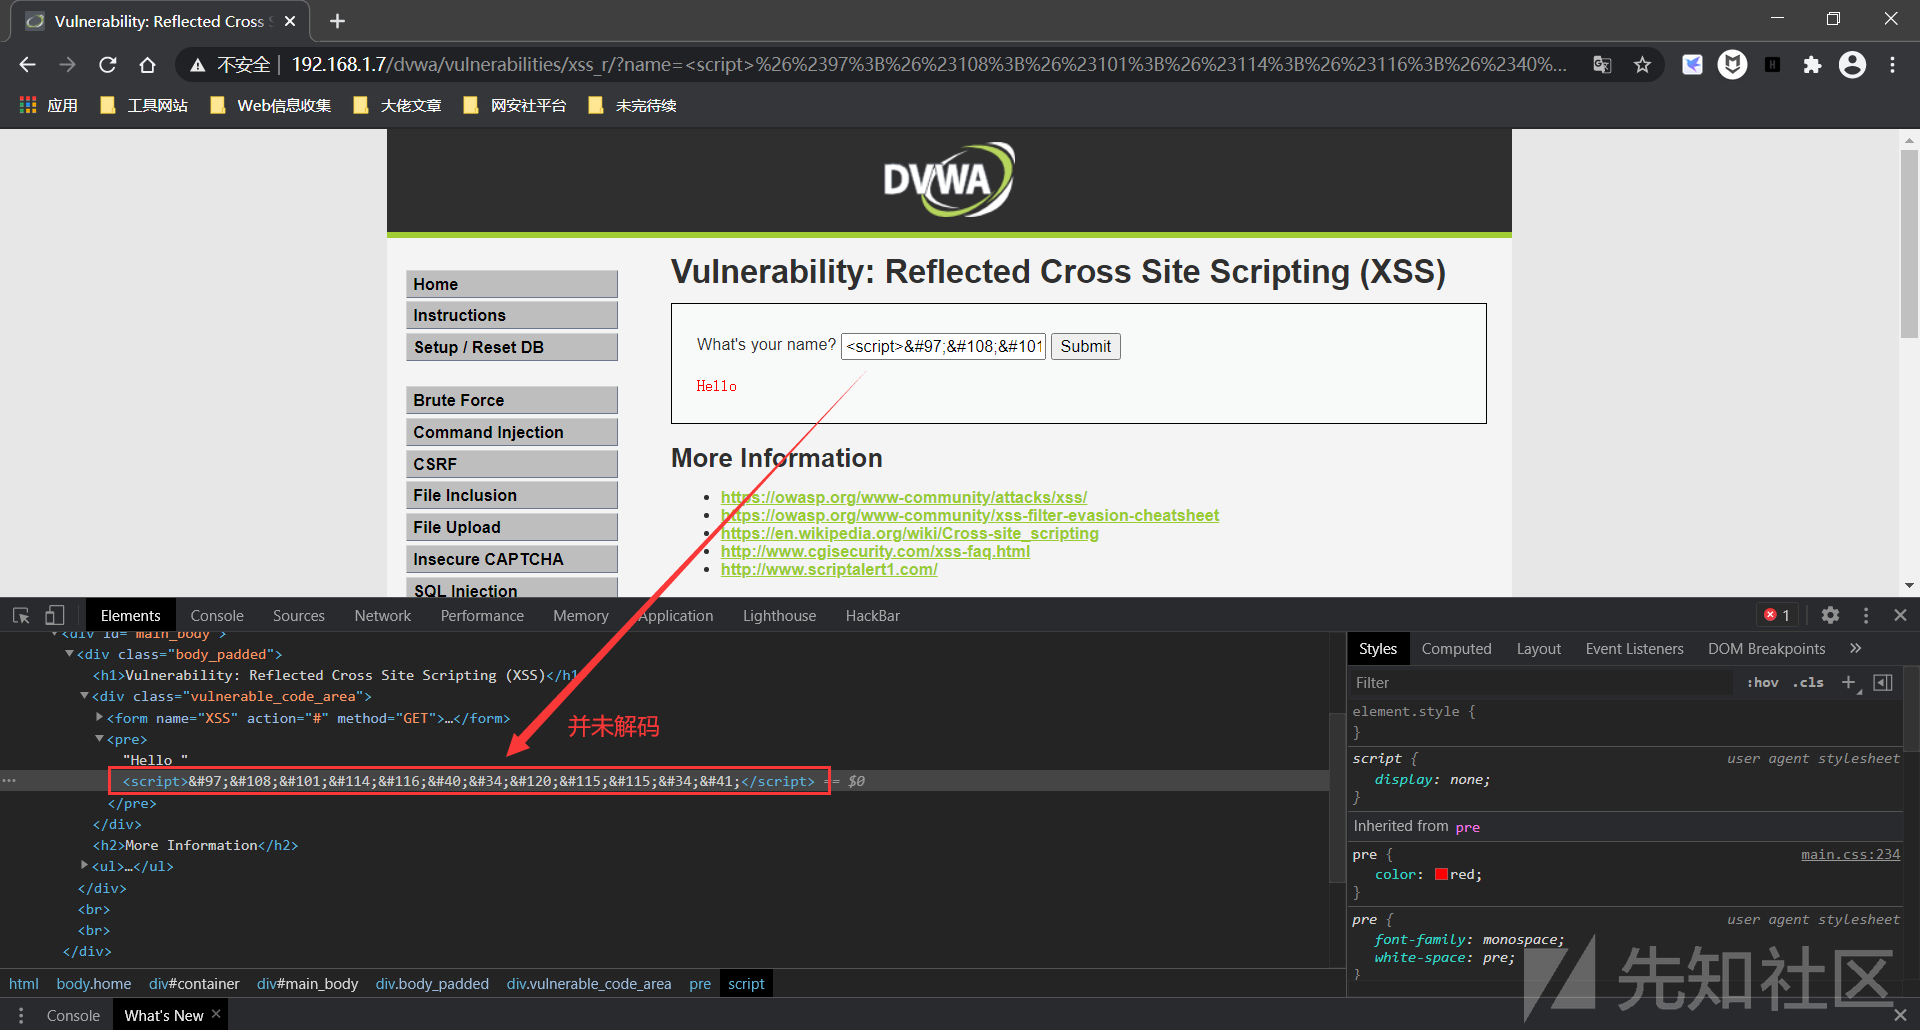 Vulnerability: Reflected Cross S
不安全 | 192.168.1.7/dvwa/vulnerabilities/xss_r/?name=<script>%26%2397%3B%26%23108%3B%26%23101%3B%26%23114%3B%26%23116%3B%26%2340%...
应用 工具网站 Web信息收集 大佬文章 网安社平台 未完待续
DVWA
Vulnerability: Reflected Cross Site Scripting (XSS)
Home
Instructions
Setup / Reset DB
Brute Force
Command Injection
CSRF
File Inclusion
File Upload
Insecure CAPTCHA
SQL Injection
What's your name? <script>&#97;&#108;&#101 Submit
Hello
More Information
https://owasp.org/www-community/attacks/xss/
https://owasp.org/www-community/xss-filter-evasion-cheatsheet
https://en.wikipedia.org/wiki/Cross-site_scripting
http://www.cgisecurity.com/xss-faq.html
http://www.scriptalert1.com/
Elements Console Sources Network Performance Memory Application Lighthouse HackBar 1
<div id="main_body">
<div class="body_padded">
<h1>Vulnerability: Reflected Cross Site Scripting (XSS)</h1
<div class="vulnerable_code_area">
<form name="XSS" action="#" method="GET">…</form>
<pre>
"Hello "
<script>&#97;&#108;&#101;&#114;&#116;&#40;&#34;&#120;&#115;&#115;&#34;&#41;</script> == $0
</pre>
</div>
<h2>More Information</h2>
<ul>…</ul>
</div>
<br>
<br>
</div>
并未解码
html body.home div#container div#main_body div.body_padded div.vulnerable_code_area pre script
Console What's New
Styles Computed Layout Event Listeners DOM Breakpoints
Filter :hov .cls
element.style {
}
script { user agent stylesheet
display: none;
}
Inherited from pre
pre { main.css:234
color: red;
}
pre { user agent stylesheet
font-family: monospace;
white-space: pre;
}
先知社区